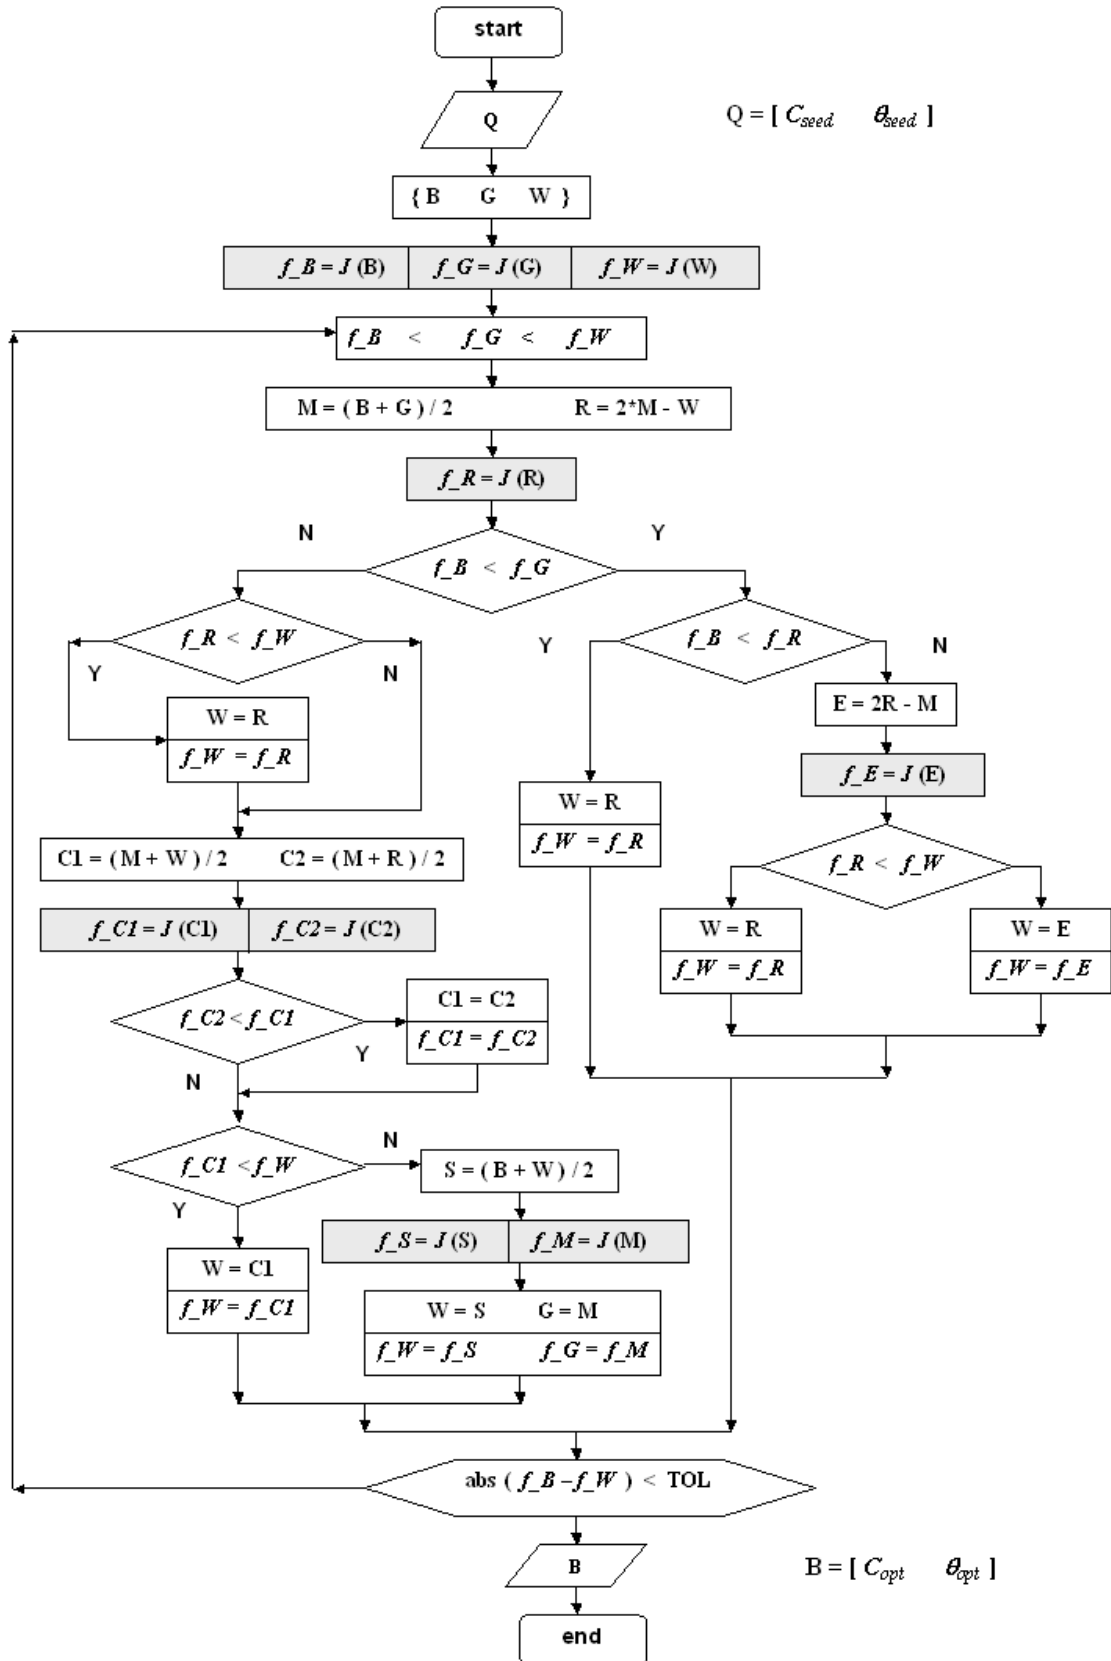 start
Q
Q = [ C_seed θ_seed ]
{ B G W }
f_B = J (B) f_G = J (G) f_W = J (W)
f_B < f_G < f_W
M = ( B + G ) / 2 R = 2*M - W
f_R = J (R)
N Y
f_B < f_G
f_R < f_W
Y N
f_B < f_R
Y N
W = R
f_W = f_R
E = 2R - M
f_E = J (E)
W = R
f_W = f_R
f_R < f_W
C1 = ( M + W ) / 2 C2 = ( M + R ) / 2
f_C1 = J (C1) f_C2 = J (C2)
W = R
f_W = f_R
W = E
f_W = f_E
f_C2 < f_C1
Y
N
C1 = C2
f_C1 = f_C2
f_C1 < f_W
N
Y
S = ( B + W ) / 2
f_S = J (S) f_M = J (M)
W = C1
f_W = f_C1
W = S G = M
f_W = f_S f_G = f_M
abs ( f_B – f_W ) < TOL
B
B = [ C_opt θ_opt ]
end